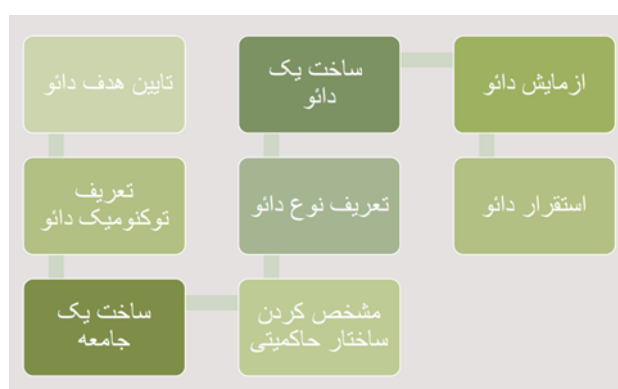 تایین هدف دائو
تعریف
توکنومیک دائو
ساخت یک
جامعه
مشخص کردن
ساختار حاکمیتی
تعریف نوع دائو
ساخت یک
دائو
ازمایش دائو
استقرار دائو